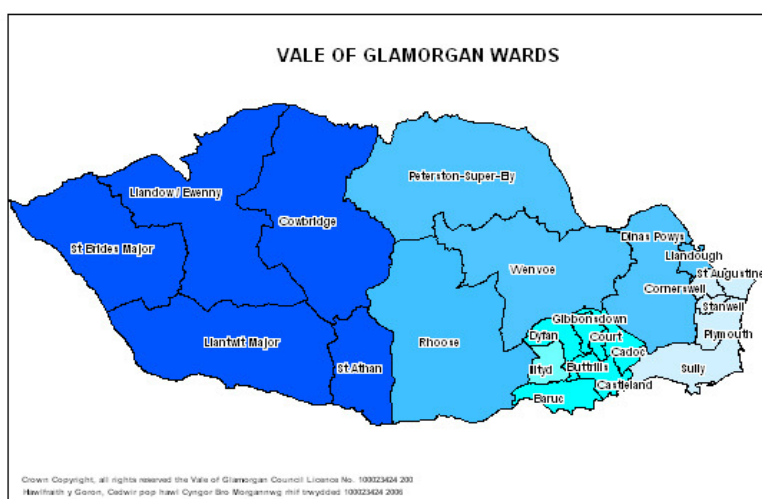 VALE OF GLAMORGAN WARDS
Peterston-Super-Ely
Llandow / Ewenny
Cowbridge
Dinas Powys
St Brides Major
Llandough
Wenvoe
St Augustine
Cornerswell
Stanwell
Gibbonsdown
Plymouth
Dyfan
Court
Llantwit Major
Rhoose
Cadoc
St Athan
Illtyd
Buttrills
Sully
Castleland
Baruc
Crown Copyright, all rights reserved the Vale of Glamorgan Council Licence No. 100023424 200
Hawlfraith y Goron, Cedwir pop hawl Cyngor Bro Morgannwg rhif trwydded 100023424 2006